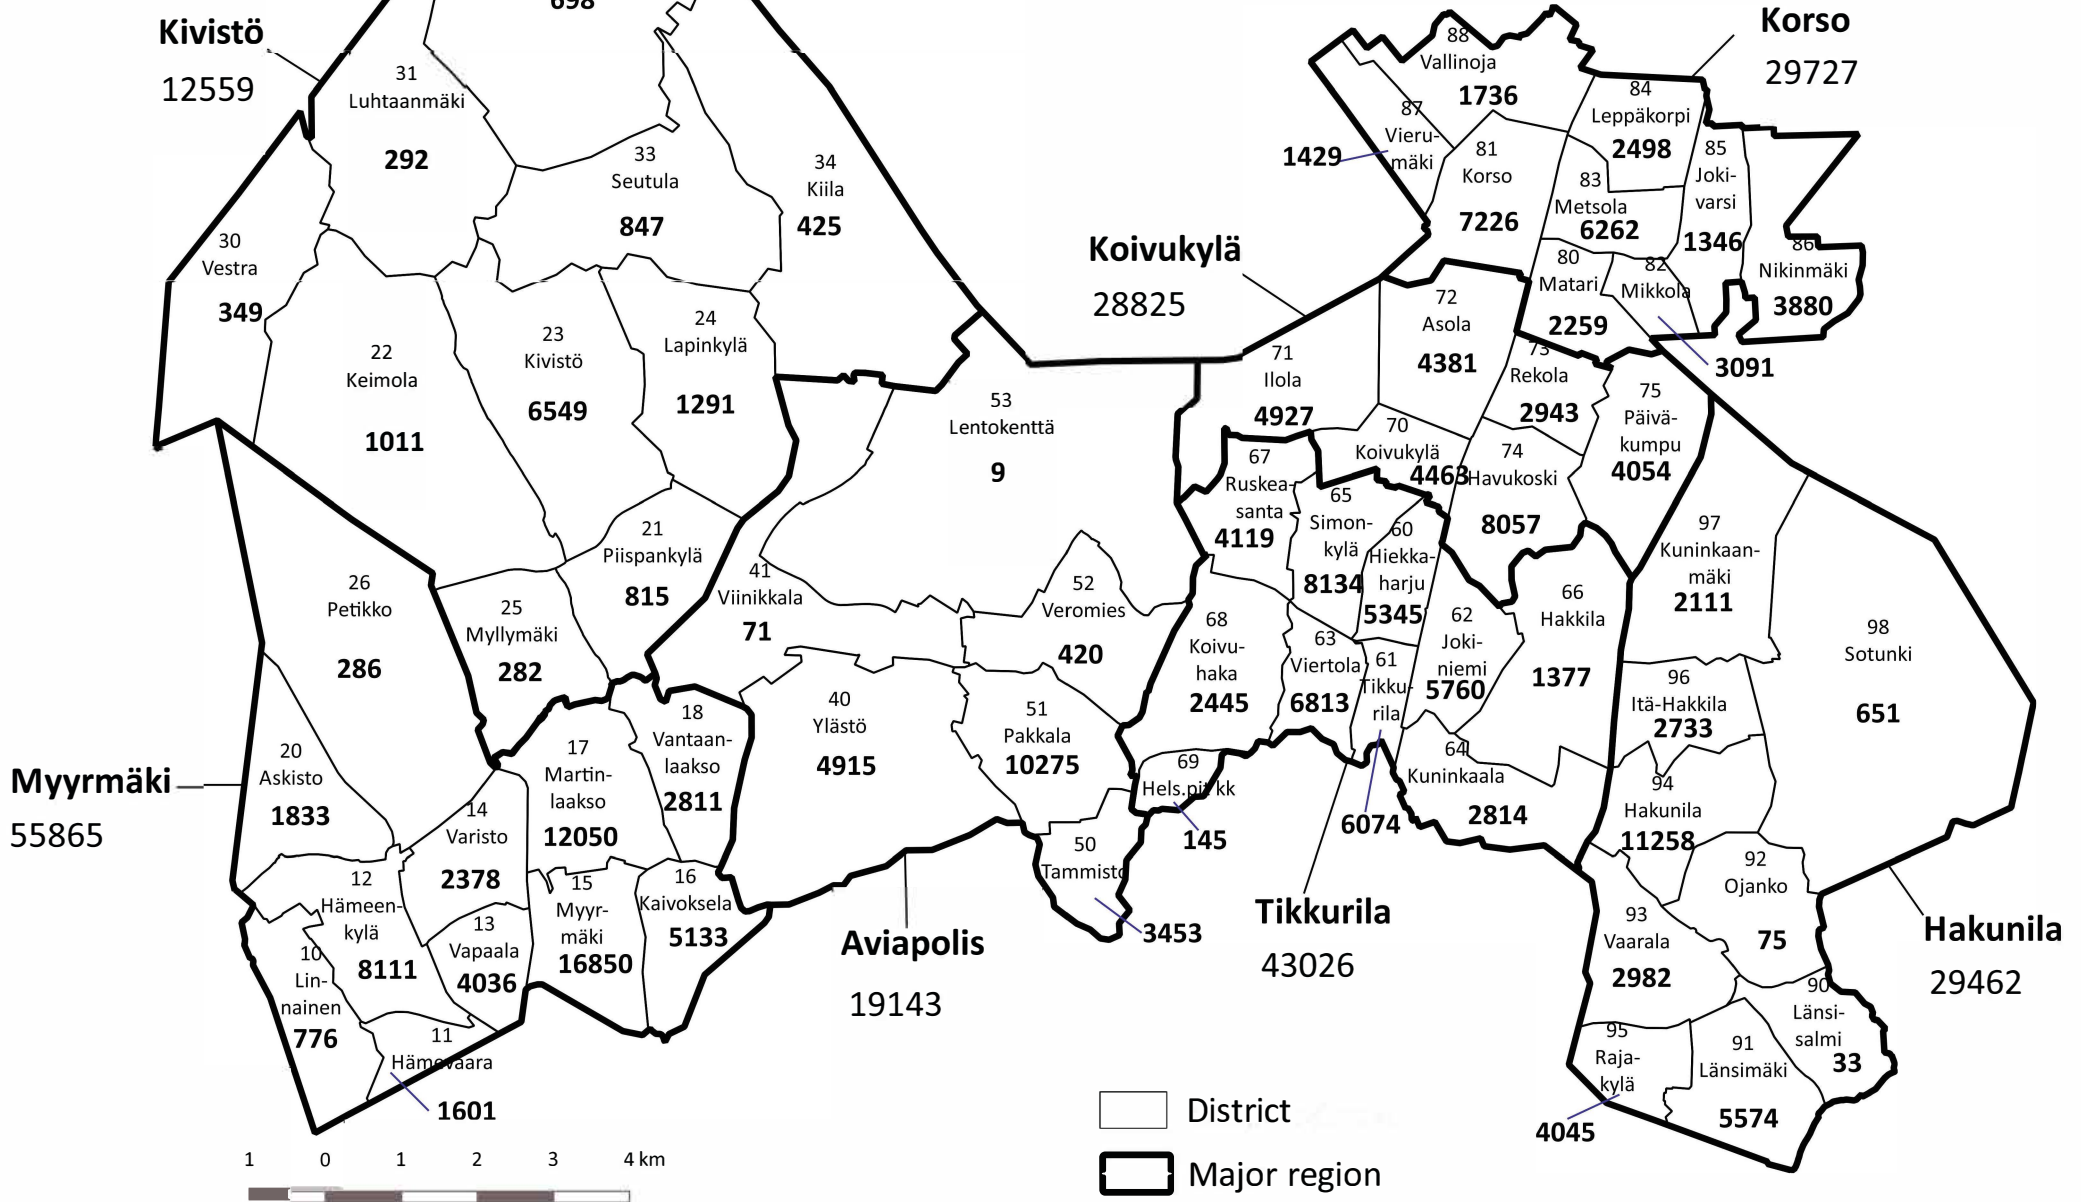 698
Kivistö
12559
31
Luhtaanmäki
292
33
Seutula
847
34
Kiila
425
30
Vestra
349
22
Keimola
1011
23
Kivistö
6549
24
Lapinkylä
1291
21
Piispankylä
815
25
Myllymäki
282
Korso
29727
88
Vallinoja
1736
87
Vieru-
mäki
1429
84
Leppäkorpi
2498
81
Korso
7226
83
Metsola
6262
85
Joki-
varsi
1346
86
Nikinmäki
3880
80
Matari
2259
82
Mikkola
3091
Koivukylä
28825
72
Asola
4381
71
Ilola
4927
73
Rekola
2943
75
Päivä-
kumpu
4054
70
Koivukylä
4463
74
Havukoski
8057
53
Lentokenttä
9
41
Viinikkala
71
52
Veromies
420
40
Ylästö
4915
51
Pakkala
10275
50
Tammisto
3453
Aviapolis
19143
67
Ruskea-
santa
4119
65
Simon-
kylä
8134
60
Hiekka-
harju
5345
68
Koivu-
haka
2445
63
Viertola
6813
61
Tikku-
rila
6074
62
Joki-
niemi
5760
66
Hakkila
1377
64
Kuninkaala
2814
69
Hels.pit kk
145
Tikkurila
43026
97
Kuninkaan-
mäki
2111
98
Sotunki
651
96
Itä-Hakkila
2733
94
Hakunila
11258
92
Ojanko
75
93
Vaarala
2982
90
Länsi-
salmi
33
95
Raja-
kylä
4045
91
Länsimäki
5574
Hakunila
29462
Myyrmäki
55865
26
Petikko
286
20
Askisto
1833
18
Vantaan-
laakso
2811
17
Martin-
laakso
12050
14
Varisto
2378
12
Hämeen-
kylä
8111
13
Vapaala
4036
15
Myyr-
mäki
16850
16
Kaivoksela
5133
10
Lin-
nainen
776
11
Hämevaara
1601
District
Major region
1 0 1 2 3 4 km